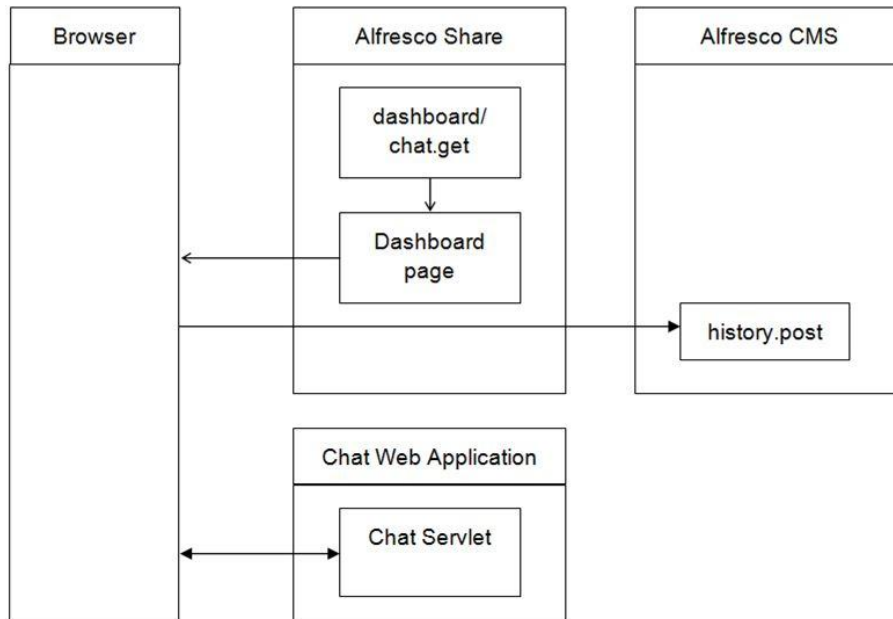 Browser
Alfresco Share
Alfresco CMS
dashboard/
chat.get
Dashboard
page
history.post
Chat Web Application
Chat Servlet